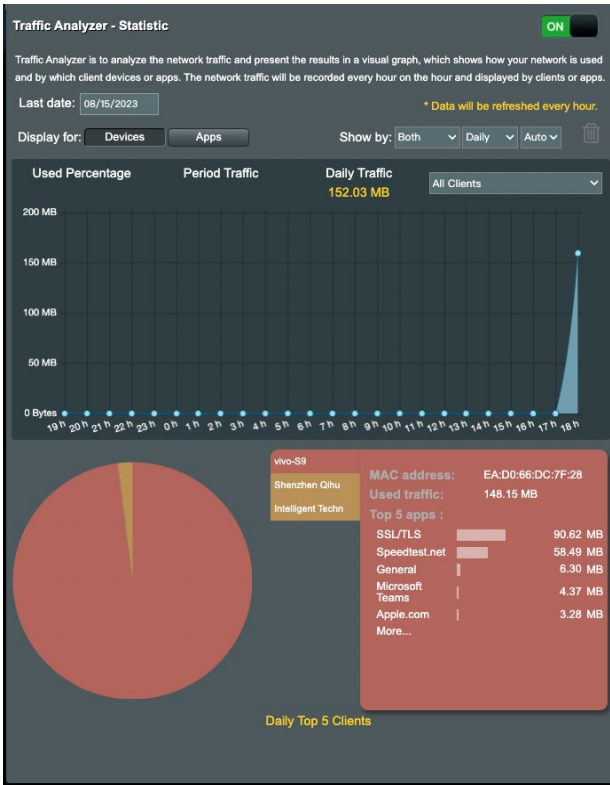 Traffic Analyzer - Statistic
ON
Traffic Analyzer is to analyze the network traffic and present the results in a visual graph, which shows how your network is used
and by which client devices or apps. The network traffic will be recorded every hour on the hour and displayed by clients or apps.
Last date: 08/15/2023
* Data will be refreshed every hour.
Display for: Devices Apps
Show by: Both Daily Auto
Used Percentage Period Traffic Daily Traffic
152.03 MB
All Clients
200 MB
150 MB
100 MB
50 MB
0 Bytes
19 h 20 h 21 h 22 h 23 h 0 h 1 h 2 h 3 h 4 h 5 h 6 h 7 h 8 h 9 h 10 h 11 h 12 h 13 h 14 h 15 h 16 h 17 h 18 h
vivo-S9
Shenzhen Qihu
Intelligent Techn
MAC address: EA:D0:66:DC:7F:28
Used traffic: 148.15 MB
Top 5 apps :
SSL/TLS 90.62 MB
Speedtest.net 58.49 MB
General 6.30 MB
Microsoft
Teams 4.37 MB
Apple.com 3.28 MB
More...
Daily Top 5 Clients